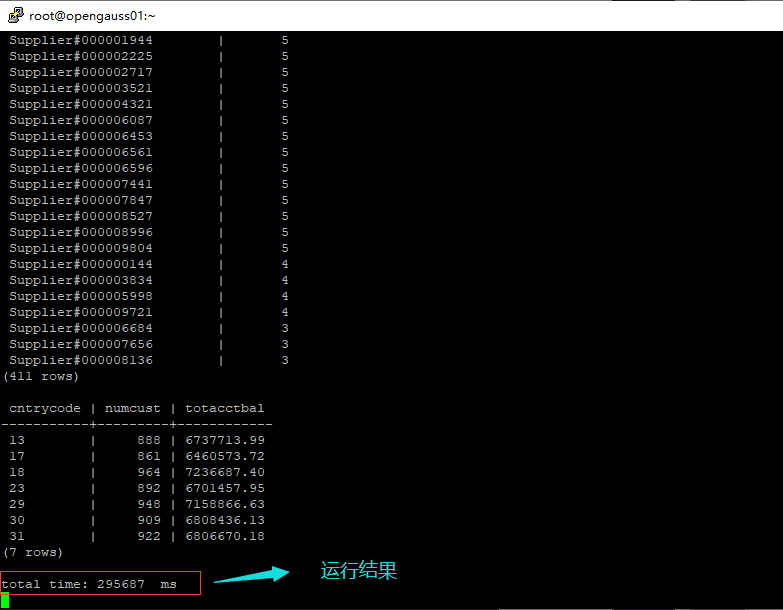 root@opengauss01:~
Supplier#000001944 | 5
Supplier#000002225 | 5
Supplier#000002717 | 5
Supplier#000003521 | 5
Supplier#000004321 | 5
Supplier#000006087 | 5
Supplier#000006453 | 5
Supplier#000006561 | 5
Supplier#000006596 | 5
Supplier#000007441 | 5
Supplier#000007847 | 5
Supplier#000008527 | 5
Supplier#000008996 | 5
Supplier#000009804 | 5
Supplier#000000144 | 4
Supplier#000003834 | 4
Supplier#000005998 | 4
Supplier#000009721 | 4
Supplier#000006684 | 3
Supplier#000007656 | 3
Supplier#000008136 | 3
(411 rows)
cntrycode | numcust | totacctbal
-----------+---------+------------
13 | 888 | 6737713.99
17 | 861 | 6460573.72
18 | 964 | 7236687.40
23 | 892 | 6701457.95
29 | 948 | 7158866.63
30 | 909 | 6808436.13
31 | 922 | 6806670.18
(7 rows)
total time: 295687 ms
运行结果